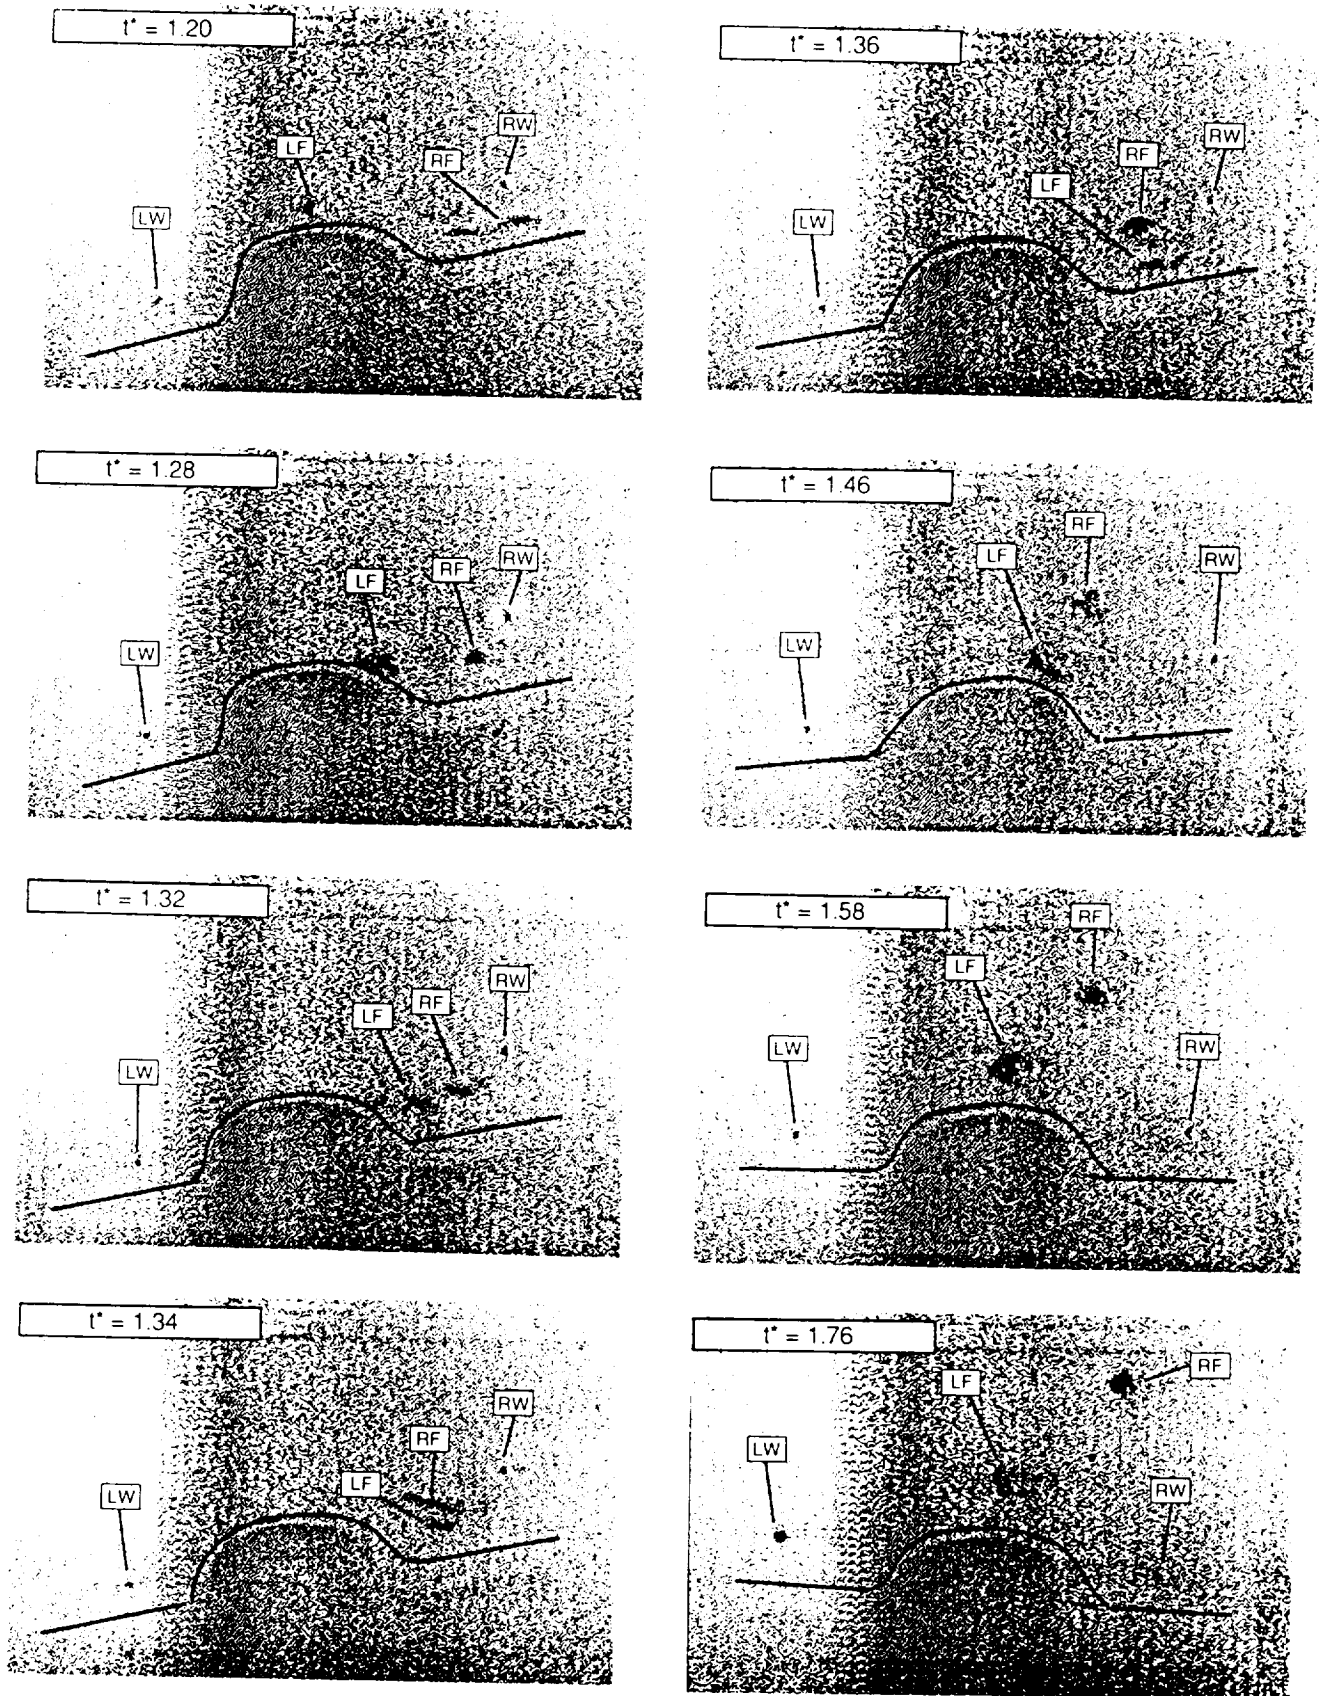 t* = 1.20
LF
RW
RF
LW
t* = 1.28
RW
RF
LF
LW
t* = 1.32
RW
RF
LF
LW
t* = 1.34
RW
RF
LF
LW
t* = 1.36
RW
RF
LF
LW
t* = 1.46
RF
LF
RW
LW
t* = 1.58
RF
LF
RW
LW
t* = 1.76
RF
LF
LW
RW